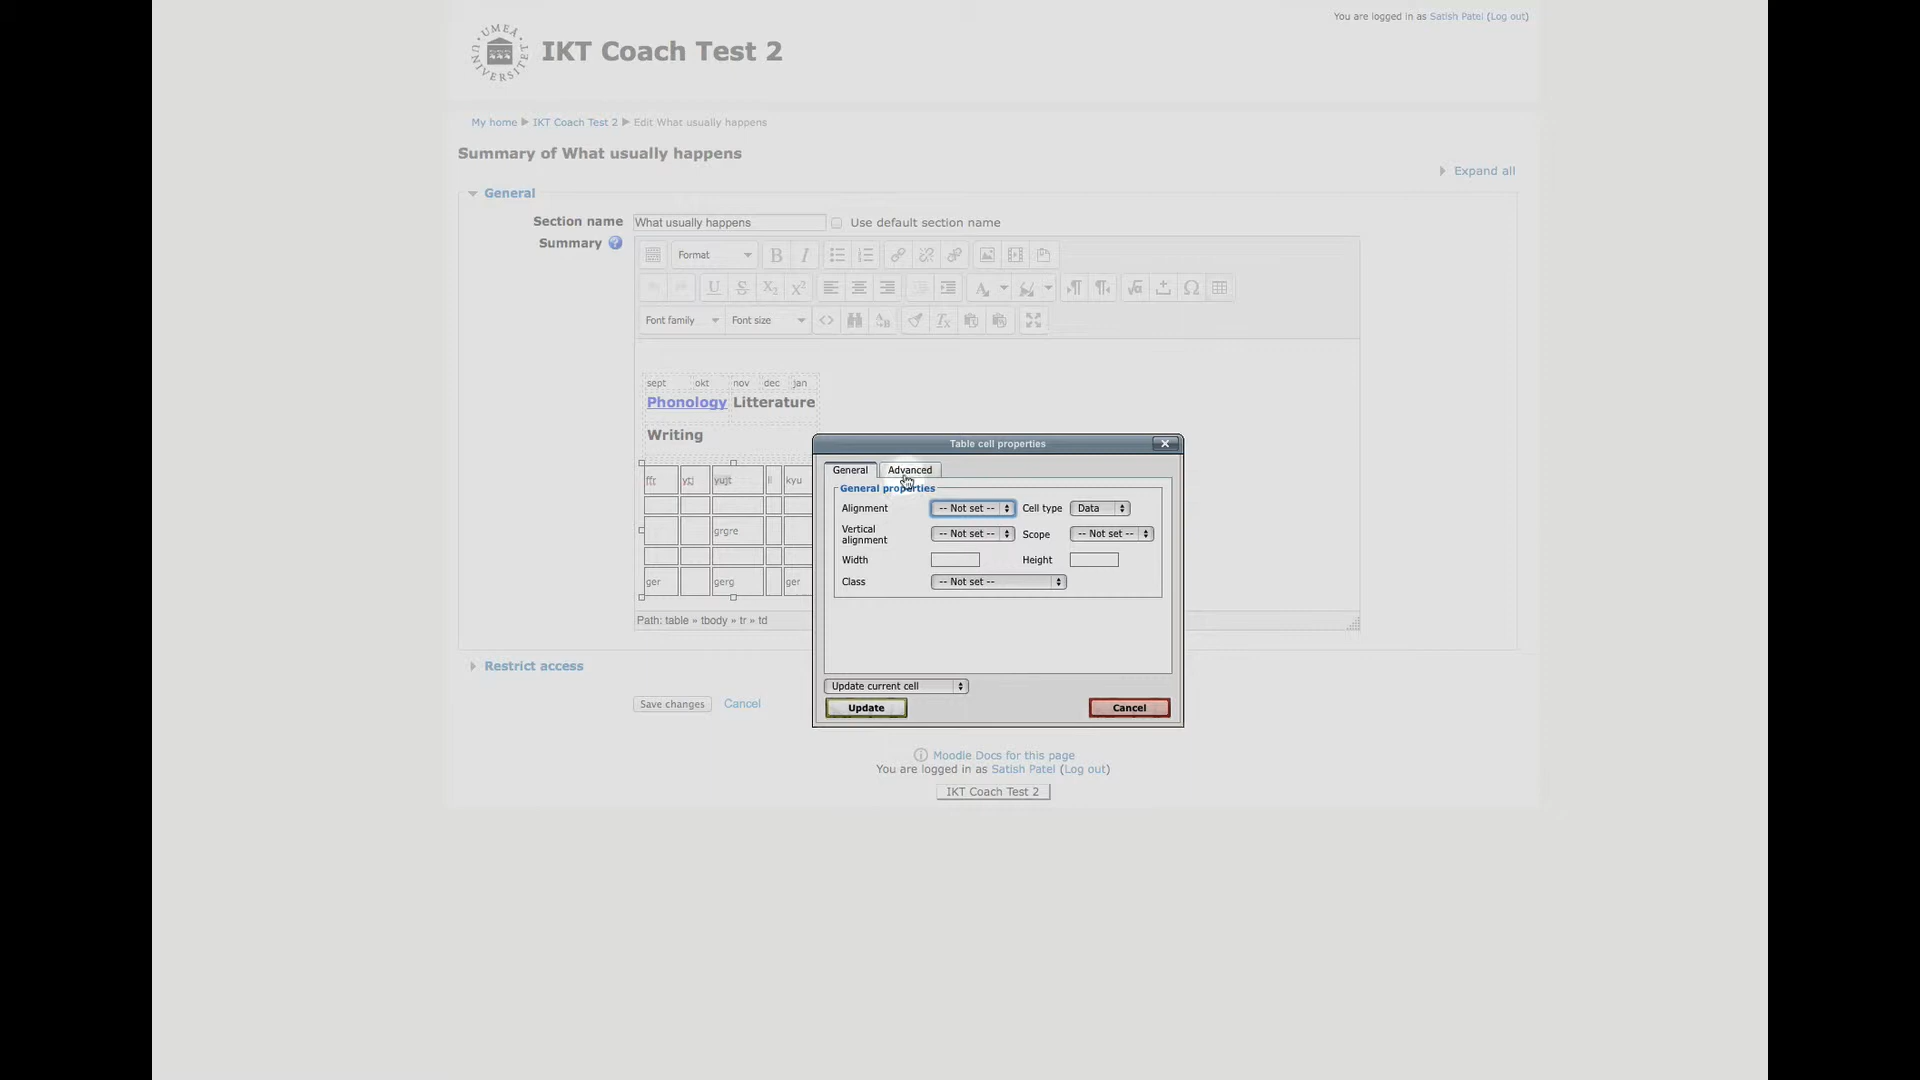 You are logged in as Satish Patel (Log out)
UMEÅ UNIVERSITET
IKT Coach Test 2
My home ▶ IKT Coach Test 2 ▶ Edit What usually happens
Summary of What usually happens
Expand all
General
Section name What usually happens Use default section name
Summary
Format B I
U S X₂ X² A Ω
Font family Font size
sept okt nov dec jan
Phonology Litterature
Writing
Table cell properties
General Advanced
General properties
Alignment -- Not set -- Cell type Data
Vertical alignment -- Not set -- Scope -- Not set --
Width Height
Class -- Not set --
yujt kyu
grgre
ger gerg ger
Path: table » tbody » tr » td
Update current cell
Update Cancel
Restrict access
Save changes Cancel
Moodle Docs for this page
You are logged in as Satish Patel (Log out)
IKT Coach Test 2